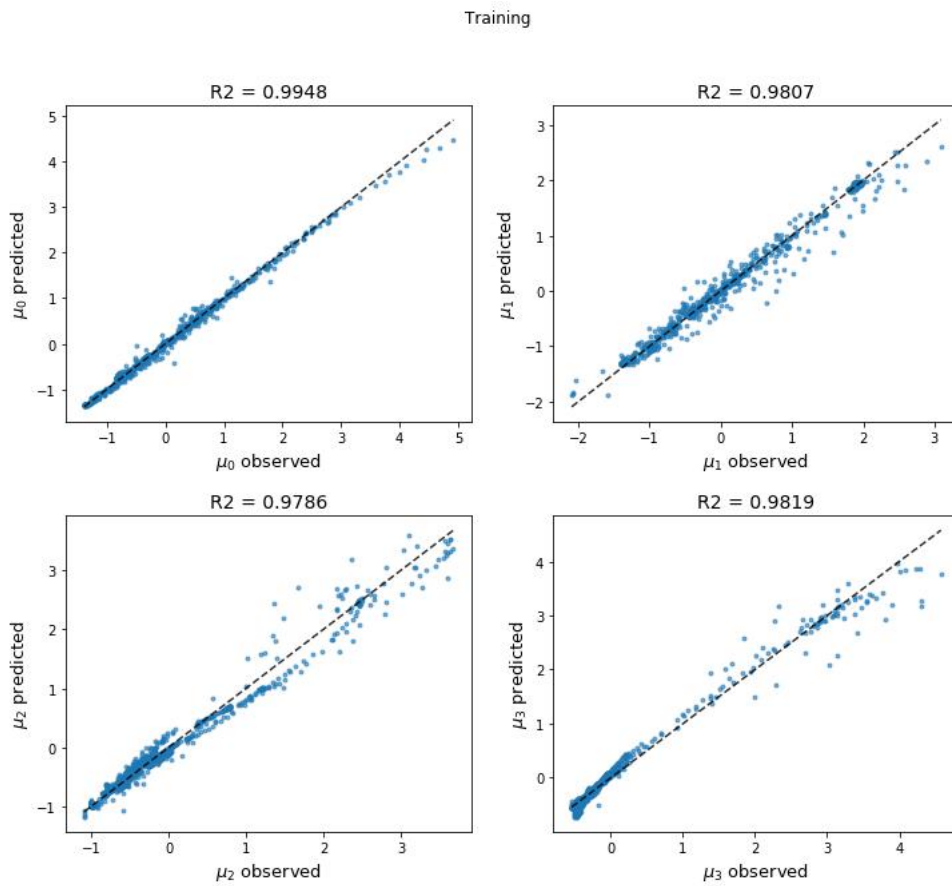 Training
R2 = 0.9948
5
4
3
2
1
0
−1
μ0 predicted
−1 0 1 2 3 4 5
μ0 observed
R2 = 0.9807
3
2
1
0
−1
−2
μ1 predicted
−2 −1 0 1 2 3
μ1 observed
R2 = 0.9786
3
2
1
0
−1
μ2 predicted
−1 0 1 2 3
μ2 observed
R2 = 0.9819
4
3
2
1
0
μ3 predicted
0 1 2 3 4
μ3 observed